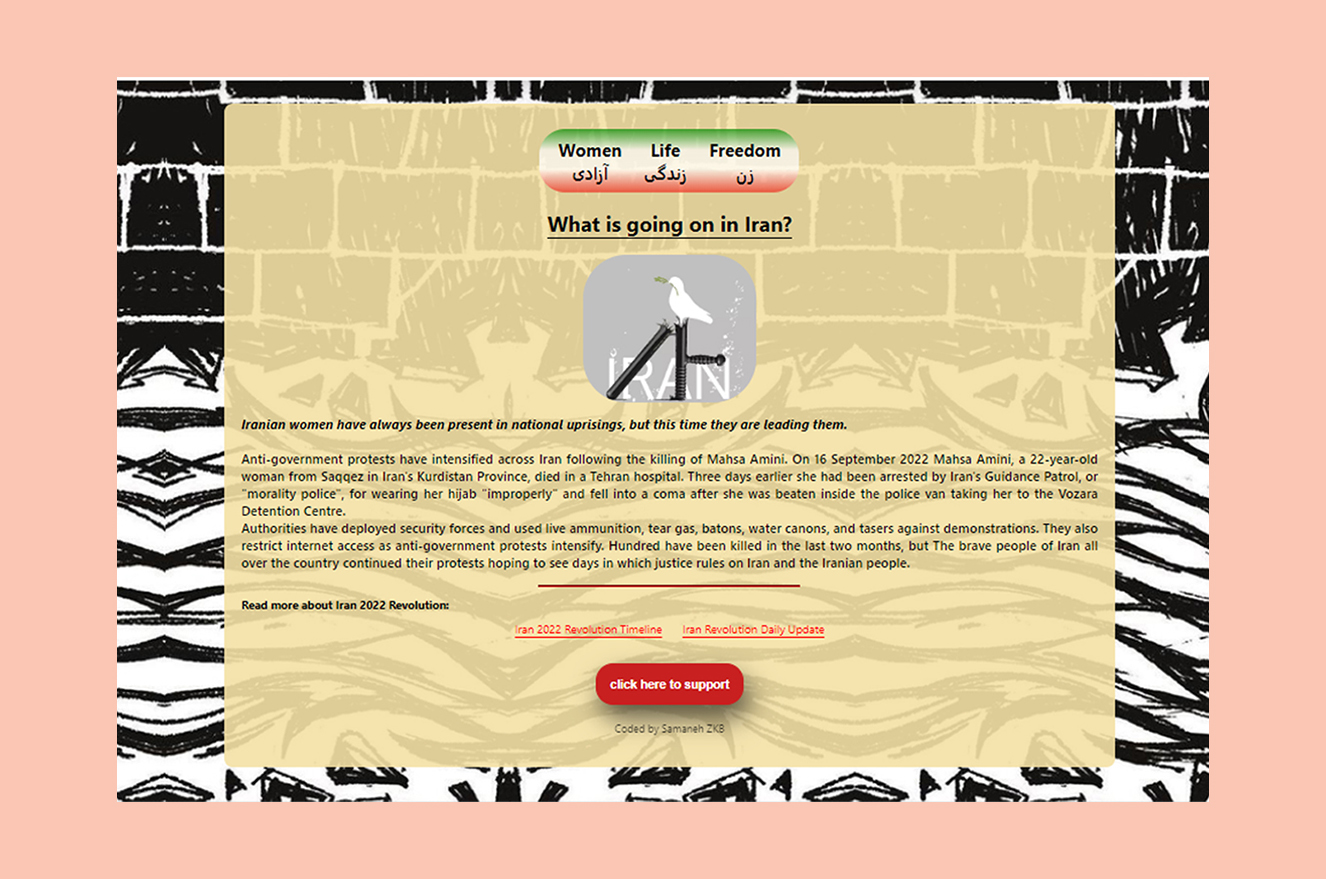 Women Life Freedom
آزادی زندگی زن
What is going on in Iran?
IRAN
Iranian women have always been present in national uprisings, but this time they are leading them.
Anti-government protests have intensified across Iran following the killing of Mahsa Amini. On 16 September 2022 Mahsa Amini, a 22-year-old
woman from Saqqez in Iran's Kurdistan Province, died in a Tehran hospital. Three days earlier she had been arrested by Iran's Guidance Patrol, or
"morality police", for wearing her hijab "improperly" and fell into a coma after she was beaten inside the police van taking her to the Vozara
Detention Centre.
Authorities have deployed security forces and used live ammunition, tear gas, batons, water canons, and tasers against demonstrations. They also
restrict internet access as anti-government protests intensify. Hundred have been killed in the last two months, but The brave people of Iran all
over the country continued their protests hoping to see days in which justice rules on Iran and the Iranian people.
Read more about Iran 2022 Revolution:
Iran 2022 Revolution Timeline Iran Revolution Daily Update
click here to support
Coded by Samaneh ZKB